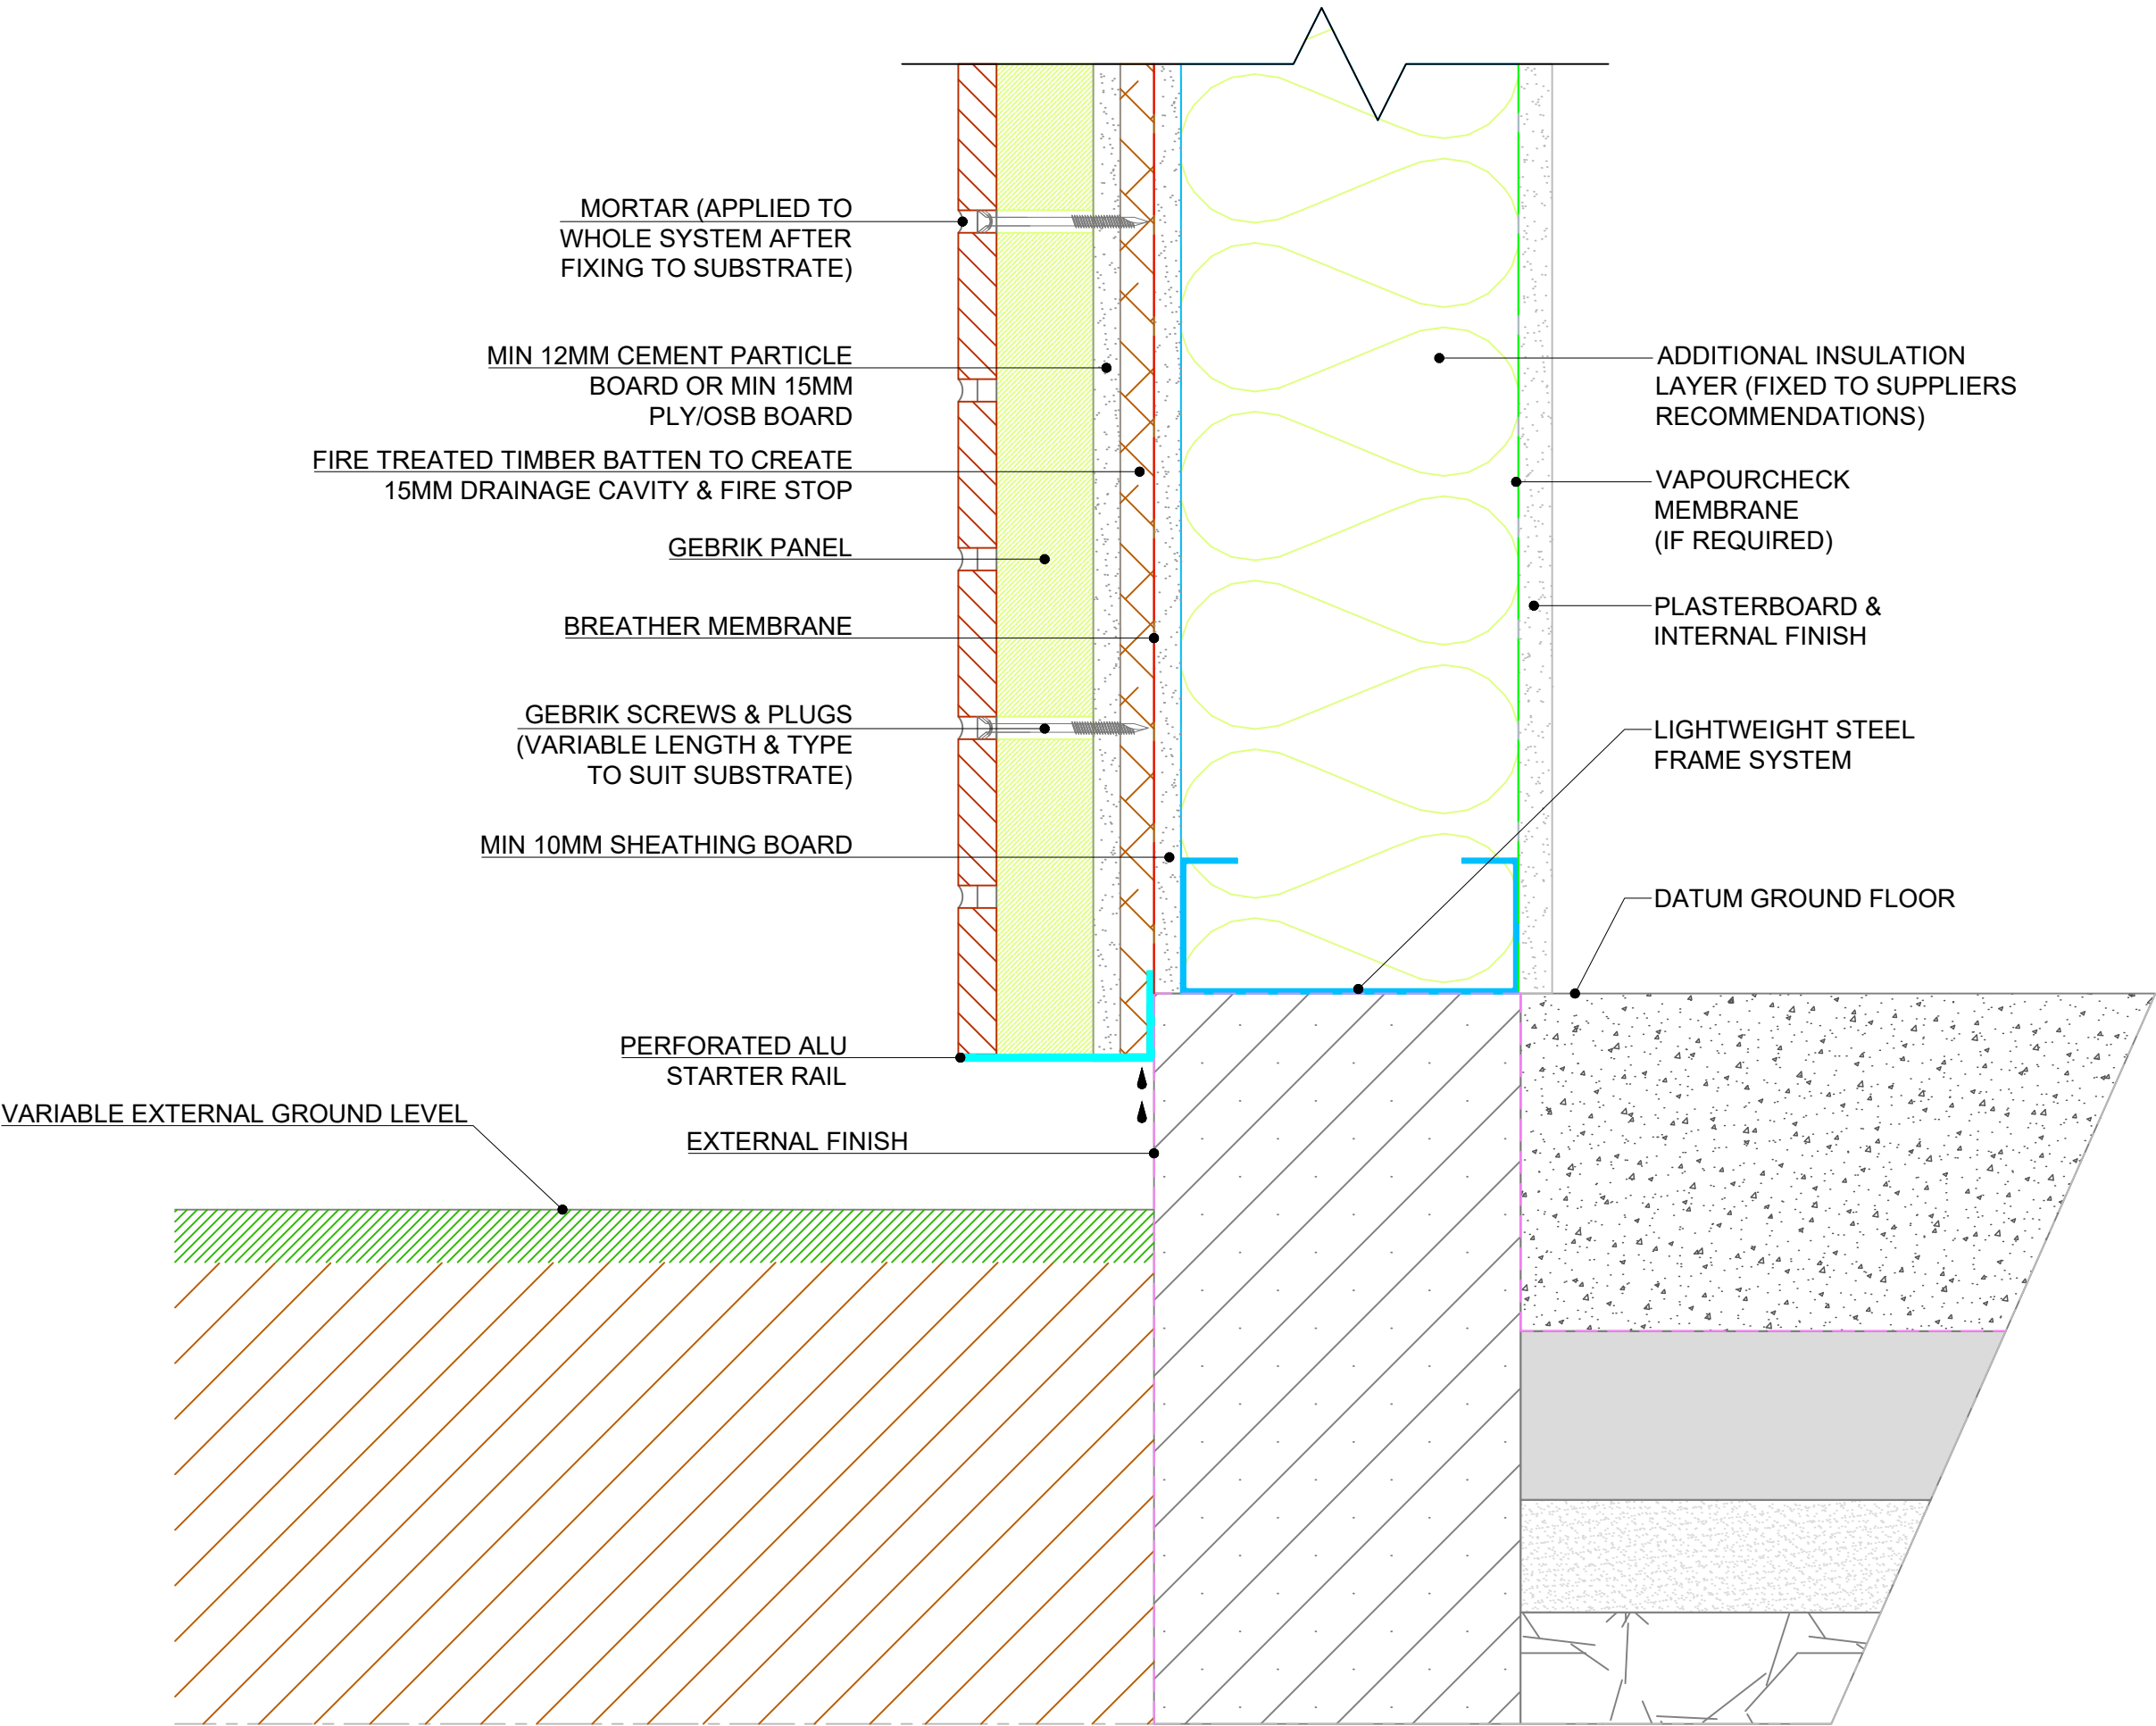 MORTAR (APPLIED TO
WHOLE SYSTEM AFTER
FIXING TO SUBSTRATE)
MIN 12MM CEMENT PARTICLE
BOARD OR MIN 15MM
PLY/OSB BOARD
FIRE TREATED TIMBER BATTEN TO CREATE
15MM DRAINAGE CAVITY & FIRE STOP
GEBRIK PANEL
BREATHER MEMBRANE
GEBRIK SCREWS & PLUGS
(VARIABLE LENGTH & TYPE
TO SUIT SUBSTRATE)
MIN 10MM SHEATHING BOARD
PERFORATED ALU
STARTER RAIL
VARIABLE EXTERNAL GROUND LEVEL
EXTERNAL FINISH
ADDITIONAL INSULATION
LAYER (FIXED TO SUPPLIERS
RECOMMENDATIONS)
VAPOURCHECK
MEMBRANE
(IF REQUIRED)
PLASTERBOARD &
INTERNAL FINISH
LIGHTWEIGHT STEEL
FRAME SYSTEM
DATUM GROUND FLOOR